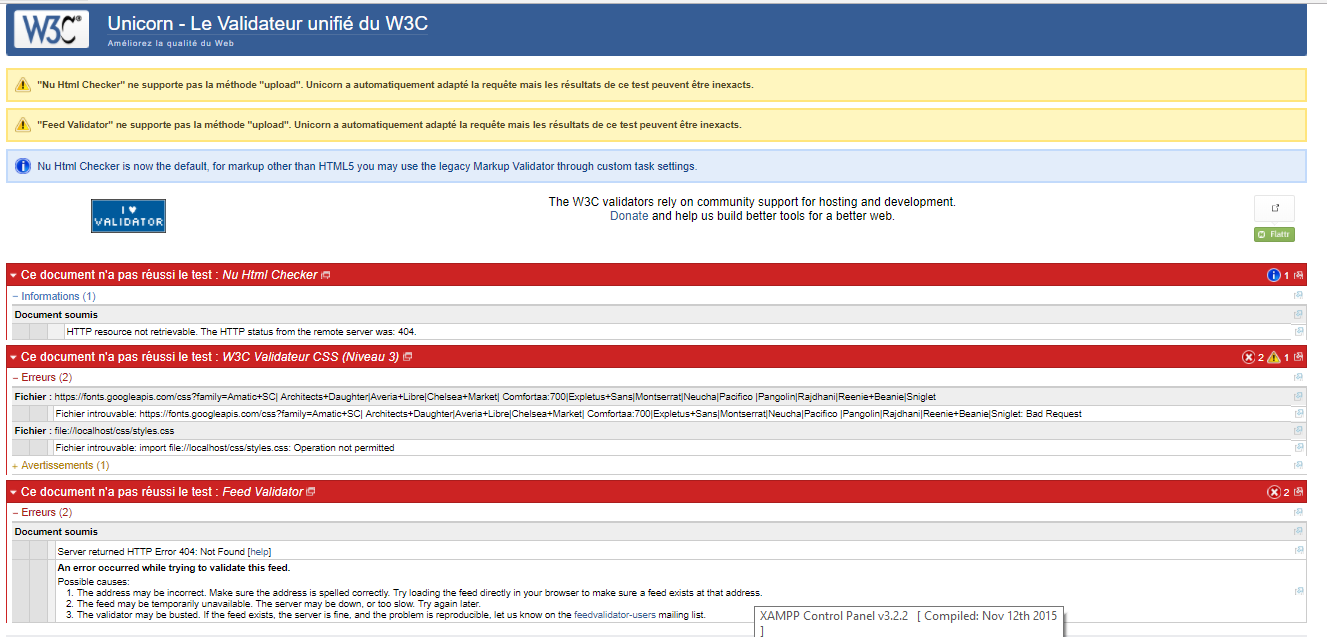 W3C®
Unicorn - Le Validateur unifié du W3C
Améliorez la qualité du Web
"Nu Html Checker" ne supporte pas la méthode "upload". Unicorn a automatiquement adapté la requête mais les résultats de ce test peuvent être inexacts.
"Feed Validator" ne supporte pas la méthode "upload". Unicorn a automatiquement adapté la requête mais les résultats de ce test peuvent être inexacts.
Nu Html Checker is now the default, for markup other than HTML5 you may use the legacy Markup Validator through custom task settings.
I ♥
VALIDATOR
The W3C validators rely on community support for hosting and development.
Donate and help us build better tools for a better web.
Flattr
Ce document n'a pas réussi le test : Nu Html Checker 1
− Informations (1)
Document soumis
HTTP resource not retrievable. The HTTP status from the remote server was: 404.
Ce document n'a pas réussi le test : W3C Validateur CSS (Niveau 3) 2 1
− Erreurs (2)
Fichier : https://fonts.googleapis.com/css?family=Amatic+SC| Architects+Daughter|Averia+Libre|Chelsea+Market| Comfortaa:700|Expletus+Sans|Montserrat|Neucha|Pacifico |Pangolin|Rajdhani|Reenie+Beanie|Sniglet
Fichier introuvable: https://fonts.googleapis.com/css?family=Amatic+SC| Architects+Daughter|Averia+Libre|Chelsea+Market| Comfortaa:700|Expletus+Sans|Montserrat|Neucha|Pacifico |Pangolin|Rajdhani|Reenie+Beanie|Sniglet: Bad Request
Fichier : file://localhost/css/styles.css
Fichier introuvable: import file://localhost/css/styles.css: Operation not permitted
+ Avertissements (1)
Ce document n'a pas réussi le test : Feed Validator 2
− Erreurs (2)
Document soumis
Server returned HTTP Error 404: Not Found [help]
An error occurred while trying to validate this feed.
Possible causes:
1. The address may be incorrect. Make sure the address is spelled correctly. Try loading the feed directly in your browser to make sure a feed exists at that address.
2. The feed may be temporarily unavailable. The server may be down, or too slow. Try again later.
3. The validator may be busted. If the feed exists, the server is fine, and the problem is reproducible, let us know on the feedvalidator-users mailing list.
XAMPP Control Panel v3.2.2 [ Compiled: Nov 12th 2015
]